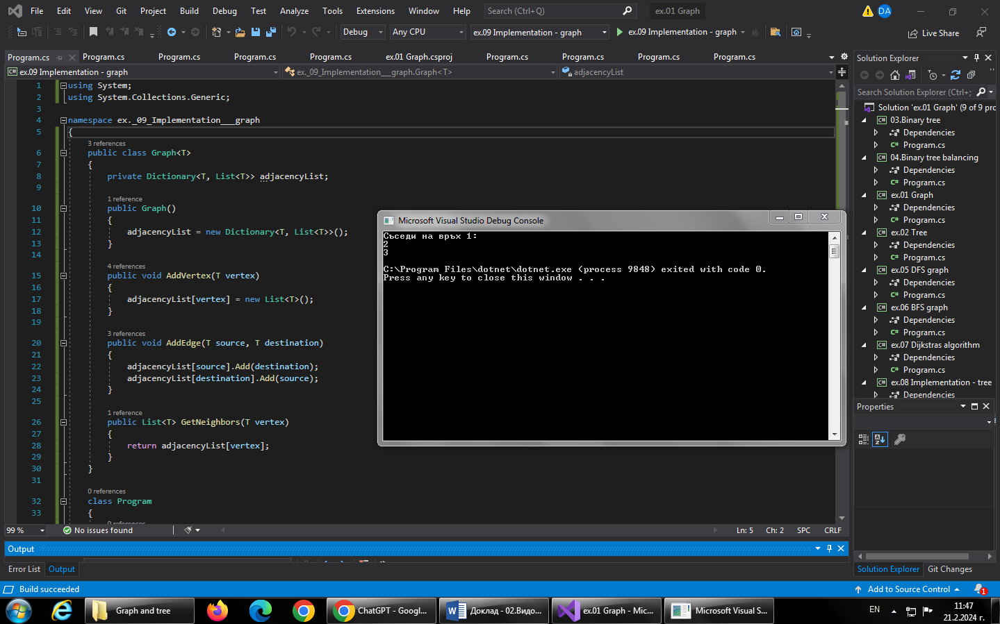 File Edit View Git Project Build Debug Test Analyze Tools Extensions Window Help Search (Ctrl+Q) ex.01 Graph DA
Debug Any CPU ex.09 Implementation - graph ex.09 Implementation - graph Live Share
Program.cs Program.cs Program.cs Program.cs Program.cs ex.01 Graph.csproj Program.cs Program.cs Program.cs Program.cs
ex.09 Implementation - graph ex._09_Implementation___graph.Graph<T> adjacencyList
1 using System;
2 using System.Collections.Generic;
3
4 namespace ex._09_Implementation___graph
5 {
3 references
6 public class Graph<T>
7 {
8 private Dictionary<T, List<T>> adjacencyList;
9
1 reference
10 public Graph()
11 {
12 adjacencyList = new Dictionary<T, List<T>>();
13 }
14
4 references
15 public void AddVertex(T vertex)
16 {
17 adjacencyList[vertex] = new List<T>();
18 }
19
3 references
20 public void AddEdge(T source, T destination)
21 {
22 adjacencyList[source].Add(destination);
23 adjacencyList[destination].Add(source);
24 }
25
1 reference
26 public List<T> GetNeighbors(T vertex)
27 {
28 return adjacencyList[vertex];
29 }
30 }
31
0 references
32 class Program
33 {
0 references
Microsoft Visual Studio Debug Console
Съседи на връх 1:
2
3
C:\Program Files\dotnet\dotnet.exe (process 9848) exited with code 0.
Press any key to close this window . . .
Solution Explorer
Search Solution Explorer (Ctrl+;
Solution 'ex.01 Graph' (9 of 9 pro
03.Binary tree
Dependencies
C# Program.cs
04.Binary tree balancing
Dependencies
C# Program.cs
ex.01 Graph
Dependencies
C# Program.cs
ex.02 Tree
Dependencies
C# Program.cs
ex.05 DFS graph
Dependencies
C# Program.cs
ex.06 BFS graph
Dependencies
C# Program.cs
ex.07 Dijkstras algorithm
Dependencies
C# Program.cs
ex.08 Implementation - tree
Dependencies
Properties
Solution Explorer Git Changes
99 % No issues found Ln: 5 Ch: 2 SPC CRLF
Output
Error List Output
Build succeeded Add to Source Control 1
Graph and tree ChatGPT - Googl... Доклад - 02.Видо... ex.01 Graph - Mic... Microsoft Visual S... EN 11:47
21.2.2024 г.